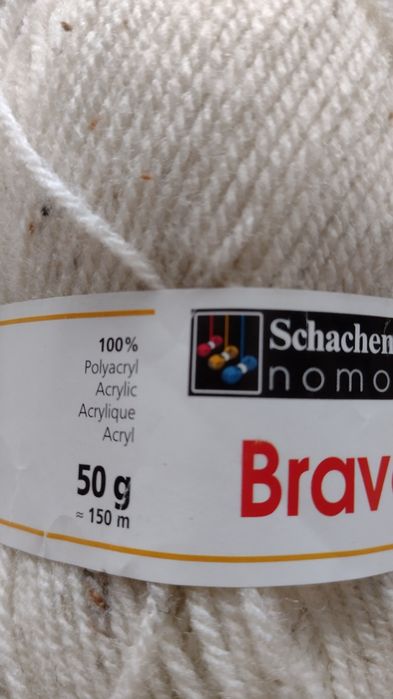 100%
Polyacryl
Acrylic
Acrylique
Acryl
50 g
≈ 150 m
Schachen
nomo
Brav